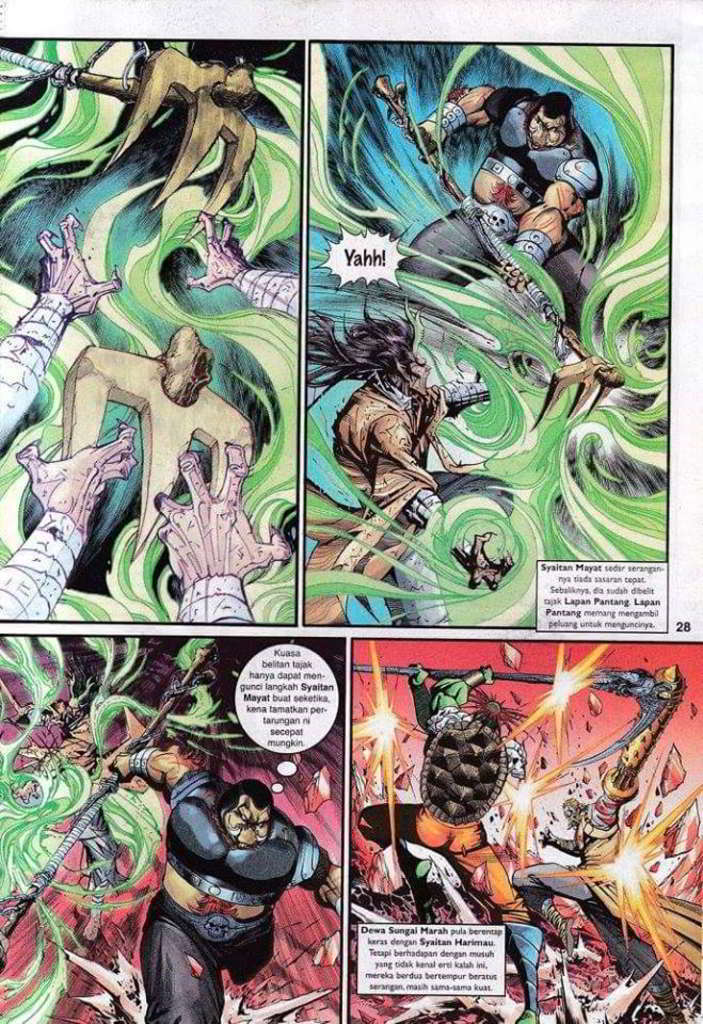 Yahh!
Syaitan Mayat sedar serangan-
nya tiada sasaran tepat.
Sebaliknya, dia sudah dibelit
tajak Lapan Pantang. Lapan
Pantang memang mengambil
peluang untuk menguncinya.
28
Kuasa
belitan tajak
hanya dapat men-
gunci langkah Syaitan
Mayat buat seketika,
kena tamatkah per-
tarungan ni
secepat
mungkin.
Dewa Sungai Marah pula berentap
keras dengan Syaitan Harimau.
Tetapi berhadapan dengan musuh
yang tidak kenal erti kalah ini,
mereka berdua bertempur beratus
serangan, masih sama-sama kuat.